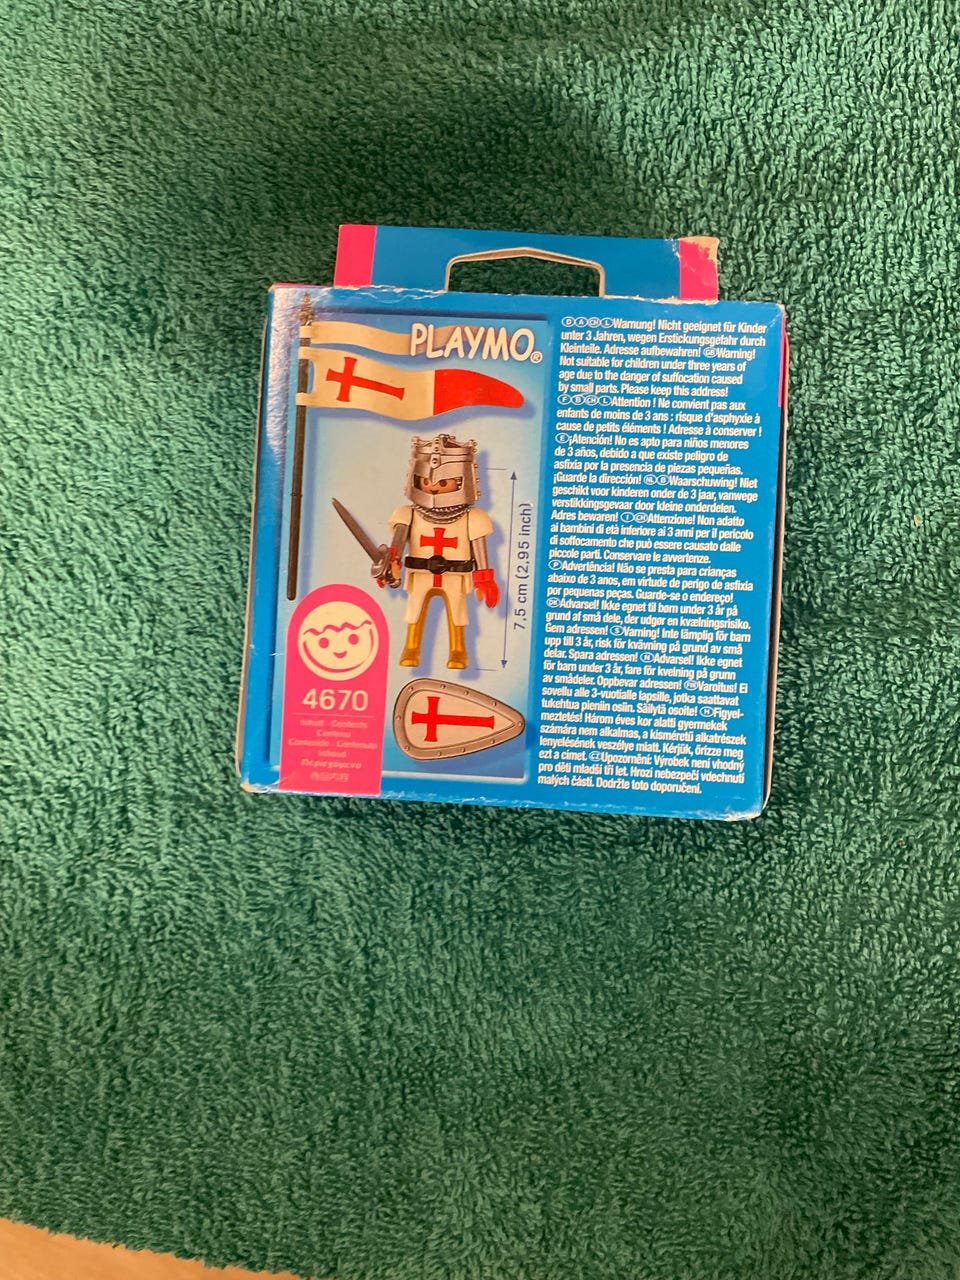 PLAYMO®
7,5 cm (2,95 inch)
4670
Inhalt · Contents
Contenu
Contenido · Contenuto
Inhoud
Περιεχόμενο
D A CH L Warnung! Nicht geeignet für Kinder
unter 3 Jahren, wegen Erstickungsgefahr durch
Kleinteile. Adresse aufbewahren! GB Warning!
Not suitable for children under three years of
age due to the danger of suffocation caused
by small parts. Please keep this address!
F B CH L Attention ! Ne convient pas aux
enfants de moins de 3 ans : risque d'asphyxie à
cause de petits éléments ! Adresse à conserver !
E ¡Atención! No es apto para niños menores
de 3 años, debido a que existe peligro de
asfixia por la presencia de piezas pequeñas.
¡Guarde la dirección! NL B Waarschuwing! Niet
geschikt voor kinderen onder de 3 jaar, vanwege
verstikkingsgevaar door kleine onderdelen.
Adres bewaren! I CH Attenzione! Non adatto
ai bambini di età inferiore ai 3 anni per il pericolo
di soffocamento che può essere causato dalle
piccole parti. Conservare le avvertenze.
P Advertência! Não se presta para crianças
abaixo de 3 anos, em virtude de perigo de asfixia
por pequenas peças. Guarde-se o endereço!
DK Advarsel! Ikke egnet til børn under 3 år på
grund af små dele, der udgør en kvælningsrisiko.
Gem adressen! S Varning! Inte lämplig för barn
upp till 3 år, risk för kvävning på grund av små
delar. Spara adressen! N Advarsel! Ikke egnet
för barn under 3 år, fare för kvelning på grunn
av smådeler. Oppbevar adressen! FIN Varoitus! Ei
sovellu alle 3-vuotialle lapsille, jotka saattavat
tukehtua pieniin osiin. Säilytä osoite! H Figyel-
meztetés! Három éves kor alatti gyermekek
számára nem alkalmas, a kisméretű alkatrészek
lenyelésének veszélye miatt. Kérjük, őrizze meg
ezt a címet. CZ Upozornění: Výrobek není vhodný
pro děti mladší tří let. Hrozí nebezpečí vdechnutí
malých částí. Dodržte toto doporučení.